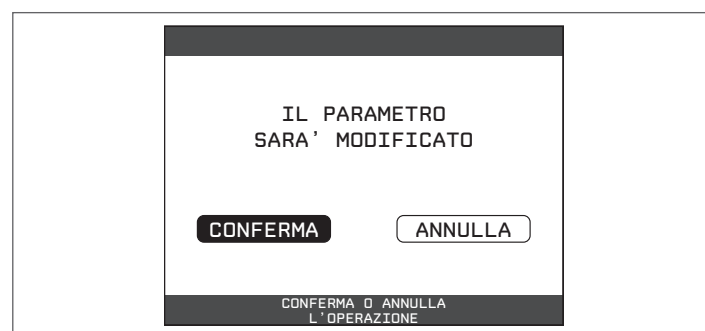 IL PARAMETRO
SARA' MODIFICATO
CONFERMA
ANNULLA
CONFERMA O ANNULLA
L'OPERAZIONE